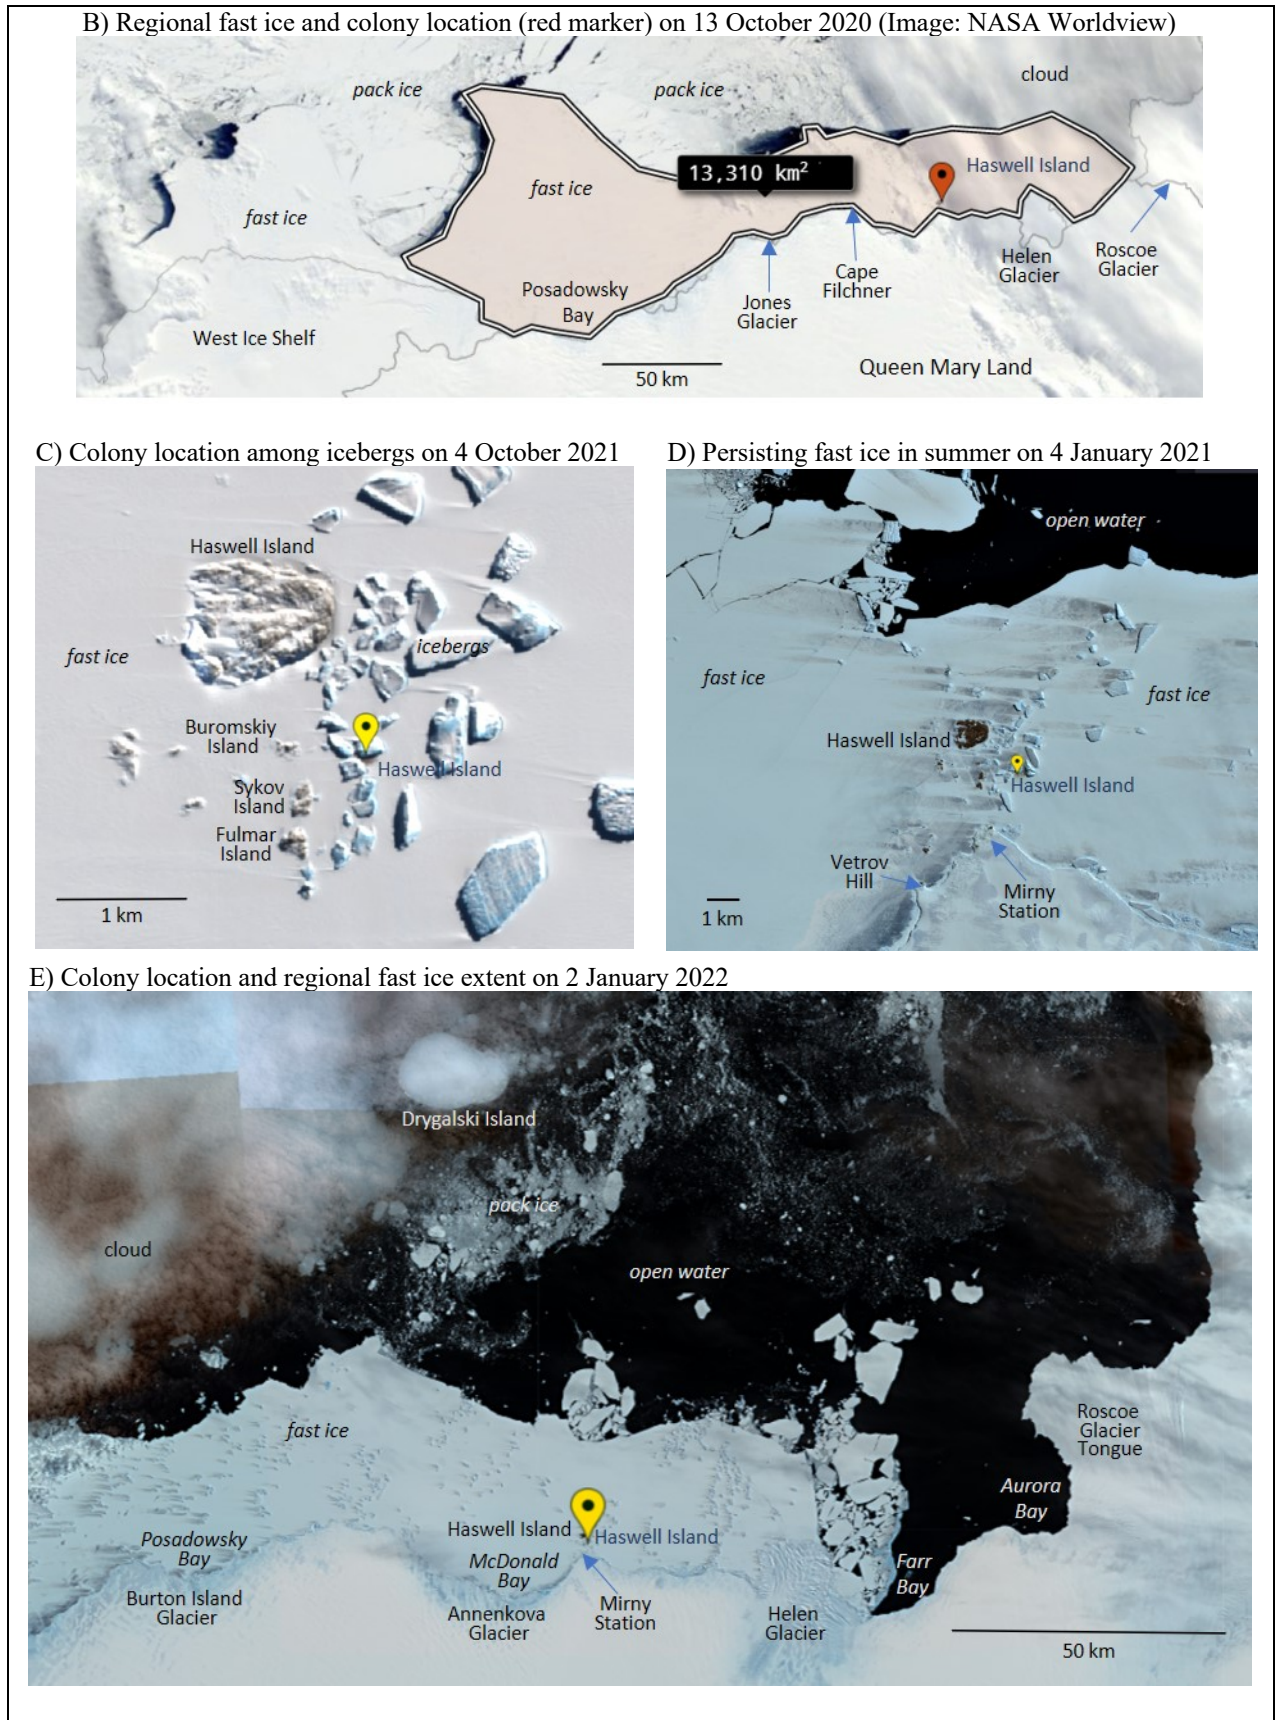 B) Regional fast ice and colony location (red marker) on 13 October 2020 (Image: NASA Worldview)
cloud
pack ice
pack ice
13,310 km²
Haswell Island
fast ice
fast ice
Roscoe
Glacier
Helen
Glacier
Cape
Filchner
Posadowsky
Bay
Jones
Glacier
West Ice Shelf
50 km
Queen Mary Land
C) Colony location among icebergs on 4 October 2021
Haswell Island
icebergs
fast ice
Buromskiy
Island
Haswell Island
Sykov
Island
Fulmar
Island
1 km
D) Persisting fast ice in summer on 4 January 2021
open water
fast ice
fast ice
Haswell Island
Haswell Island
Vetrov
Hill
Mirny
Station
1 km
E) Colony location and regional fast ice extent on 2 January 2022
Drygalski Island
pack ice
cloud
open water
fast ice
Roscoe
Glacier
Tongue
Aurora
Bay
Haswell Island
Haswell Island
Posadowsky
Bay
McDonald
Bay
Farr
Bay
Burton Island
Glacier
Annenkova
Glacier
Mirny
Station
Helen
Glacier
50 km